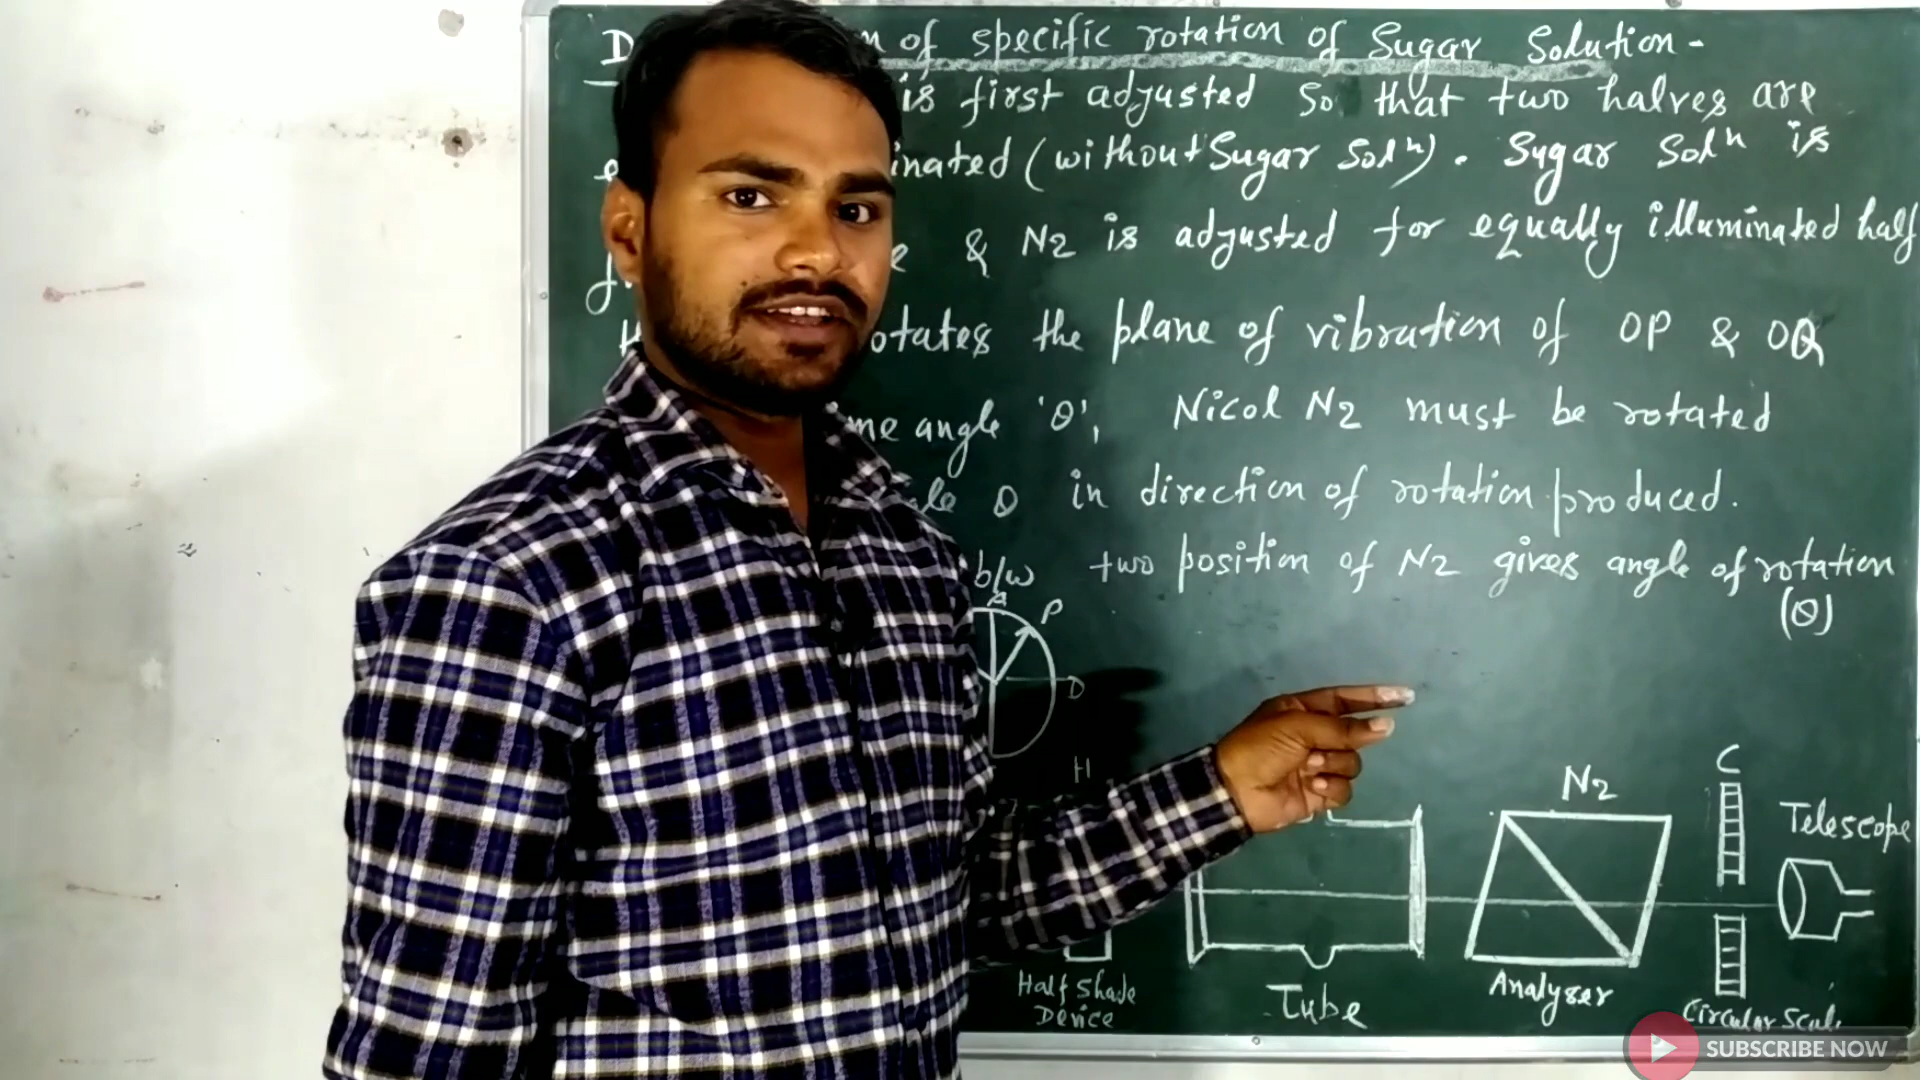 D n of specific rotation of Sugar Solution -
is first adjusted so that two halves are
e inated (without Sugar Solⁿ). Sugar Solⁿ is
& N2 is adjusted for equally illuminated half
H otates the plane of vibration of OP & OQ
me angle 'θ', Nicol N2 must be rotated
gle θ in direction of rotation produced.
b/w two position of N2 gives angle of rotation
(θ)
A
P
D
H
N2
C
Telescope
Half Shade
Device
Tube
Analyser
Circular Scal
SUBSCRIBE NOW